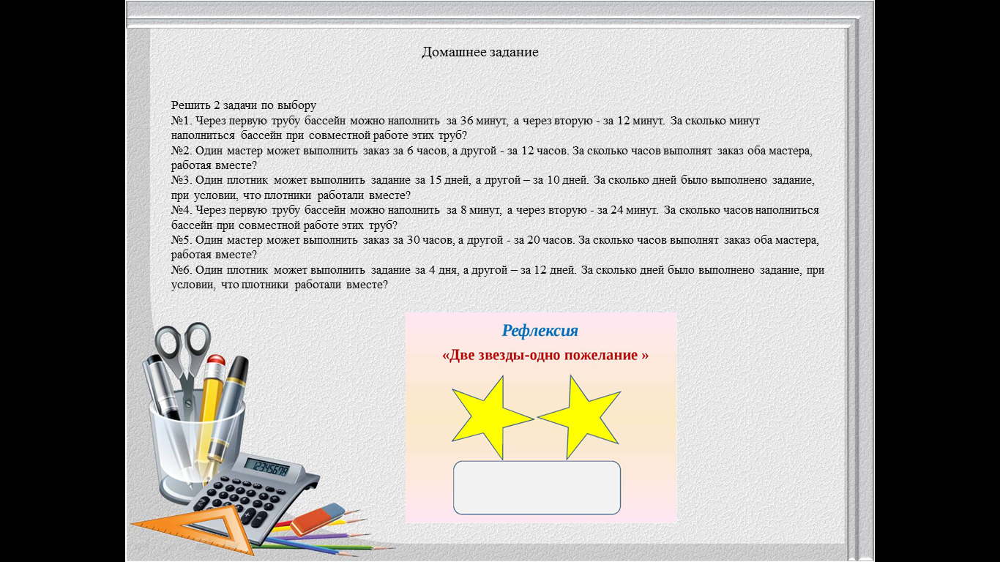 Домашнее задание
Решить 2 задачи по выбору
№1. Через первую трубу бассейн можно наполнить за 36 минут, а через вторую - за 12 минут. За сколько минут
наполниться бассейн при совместной работе этих труб?
№2. Один мастер может выполнить заказ за 6 часов, а другой - за 12 часов. За сколько часов выполнят заказ оба мастера,
работая вместе?
№3. Один плотник может выполнить задание за 15 дней, а другой – за 10 дней. За сколько дней было выполнено задание,
при условии, что плотники работали вместе?
№4. Через первую трубу бассейн можно наполнить за 8 минут, а через вторую - за 24 минут. За сколько часов наполниться
бассейн при совместной работе этих труб?
№5. Один мастер может выполнить заказ за 30 часов, а другой - за 20 часов. За сколько часов выполнят заказ оба мастера,
работая вместе?
№6. Один плотник может выполнить задание за 4 дня, а другой – за 12 дней. За сколько дней было выполнено задание, при
условии, что плотники работали вместе?
Рефлексия
«Две звезды-одно пожелание »
12345678